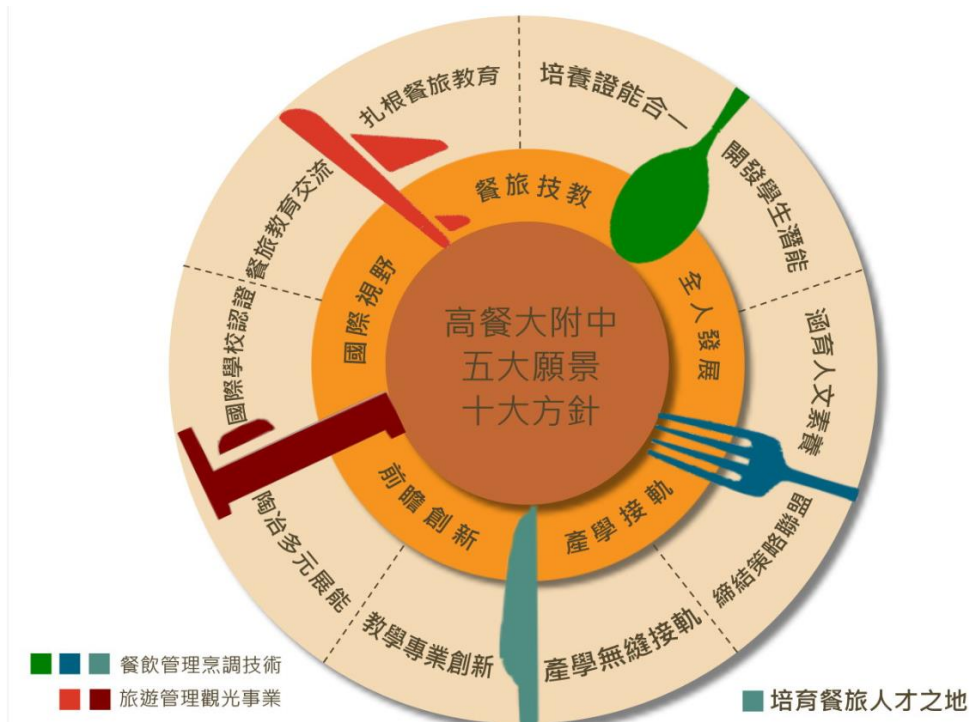 高餐大附中
五大願景
十大方針
餐旅技教
全人發展
產學接軌
前瞻創新
國際視野
扎根餐旅教育
培養證能合一
開發學生潛能
涵育人文素養
締結策略聯盟
產學無縫接軌
教學專業創新
陶冶多元展能
國際學校認證
餐旅教育交流
餐飲管理烹調技術
旅遊管理觀光事業
培育餐旅人才之地